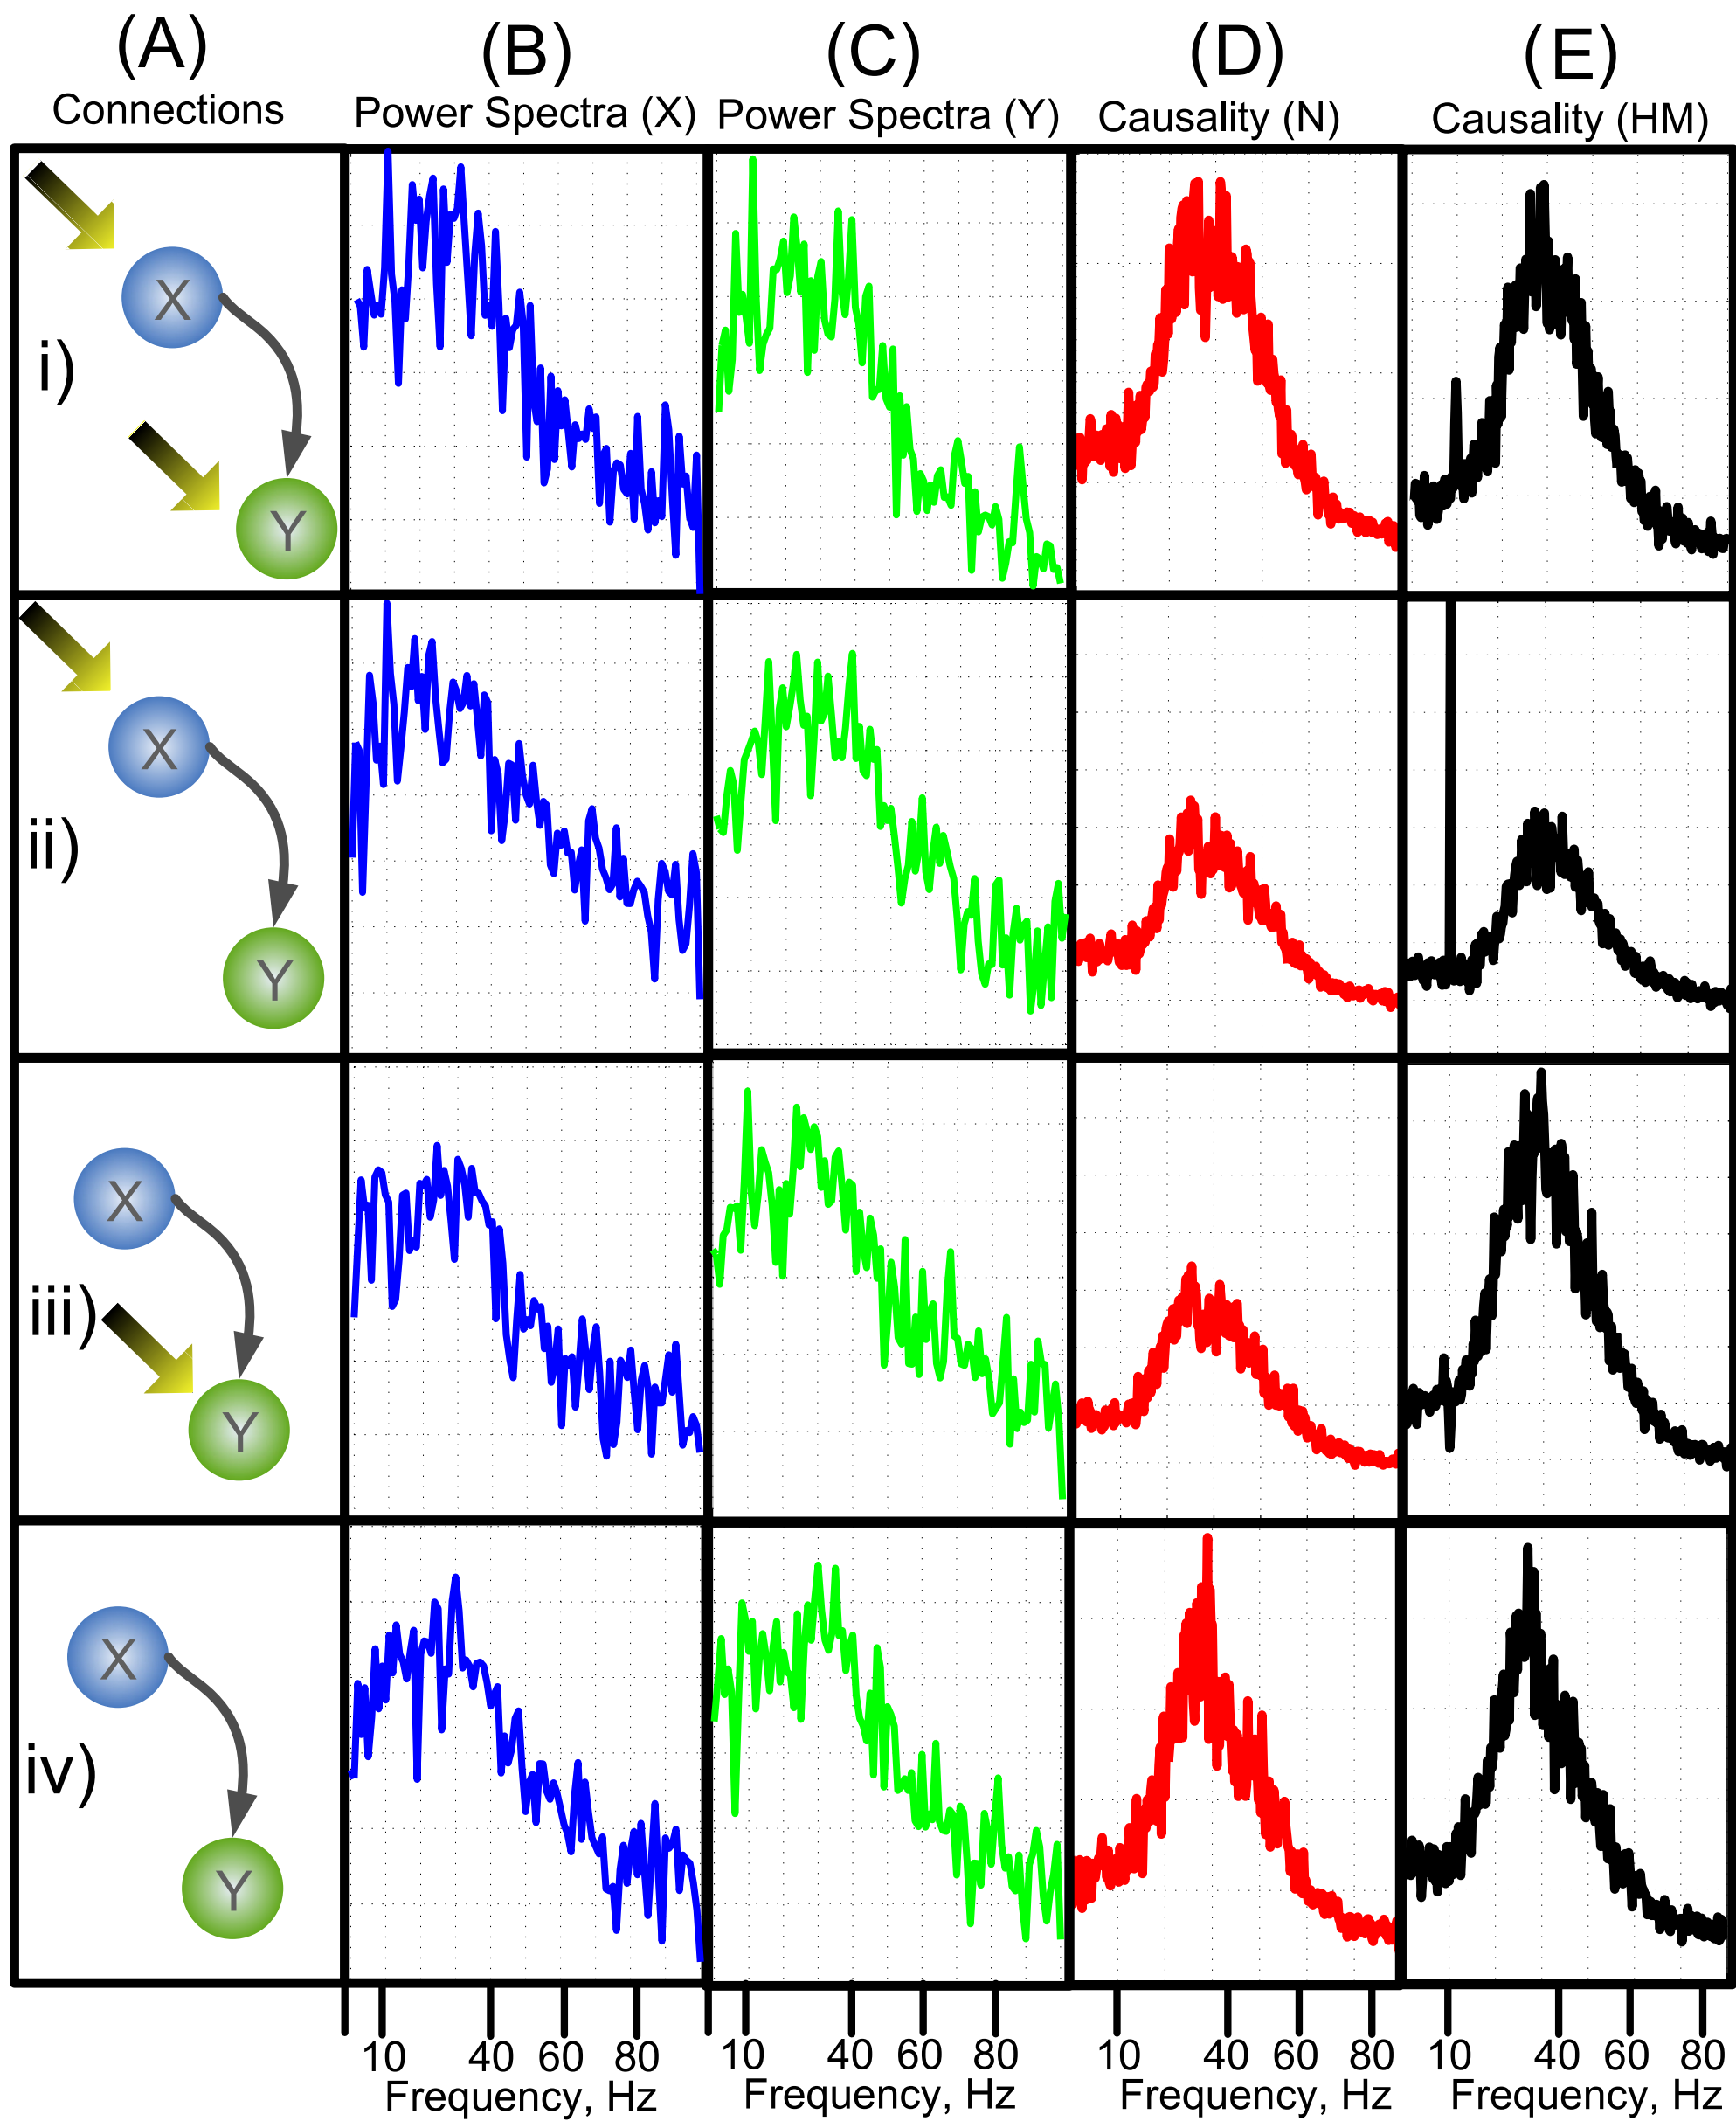 (A) (B) (C) (D) (E)
Connections Power Spectra (X) Power Spectra (Y) Causality (N) Causality (HM)
X
i)
Y
X
ii)
Y
X
iii)
Y
X
iv)
Y
10 40 60 80 10 40 60 80 10 40 60 80 10 40 60 80
Frequency, Hz Frequency, Hz Frequency, Hz Frequency, Hz